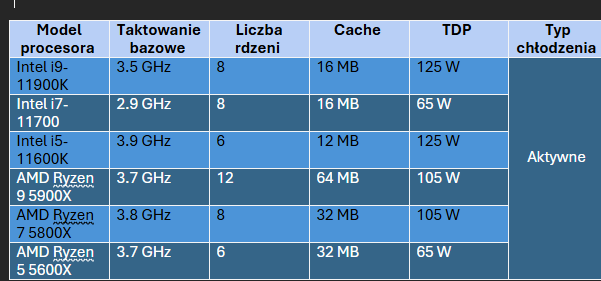 Model procesora Taktowanie bazowe Liczba rdzeni Cache TDP Typ chłodzenia
Intel i9-11900K 3.5 GHz 8 16 MB 125 W Aktywne
Intel i7-11700 2.9 GHz 8 16 MB 65 W
Intel i5-11600K 3.9 GHz 6 12 MB 125 W
AMD Ryzen 9 5900X 3.7 GHz 12 64 MB 105 W
AMD Ryzen 7 5800X 3.8 GHz 8 32 MB 105 W
AMD Ryzen 5 5600X 3.7 GHz 6 32 MB 65 W